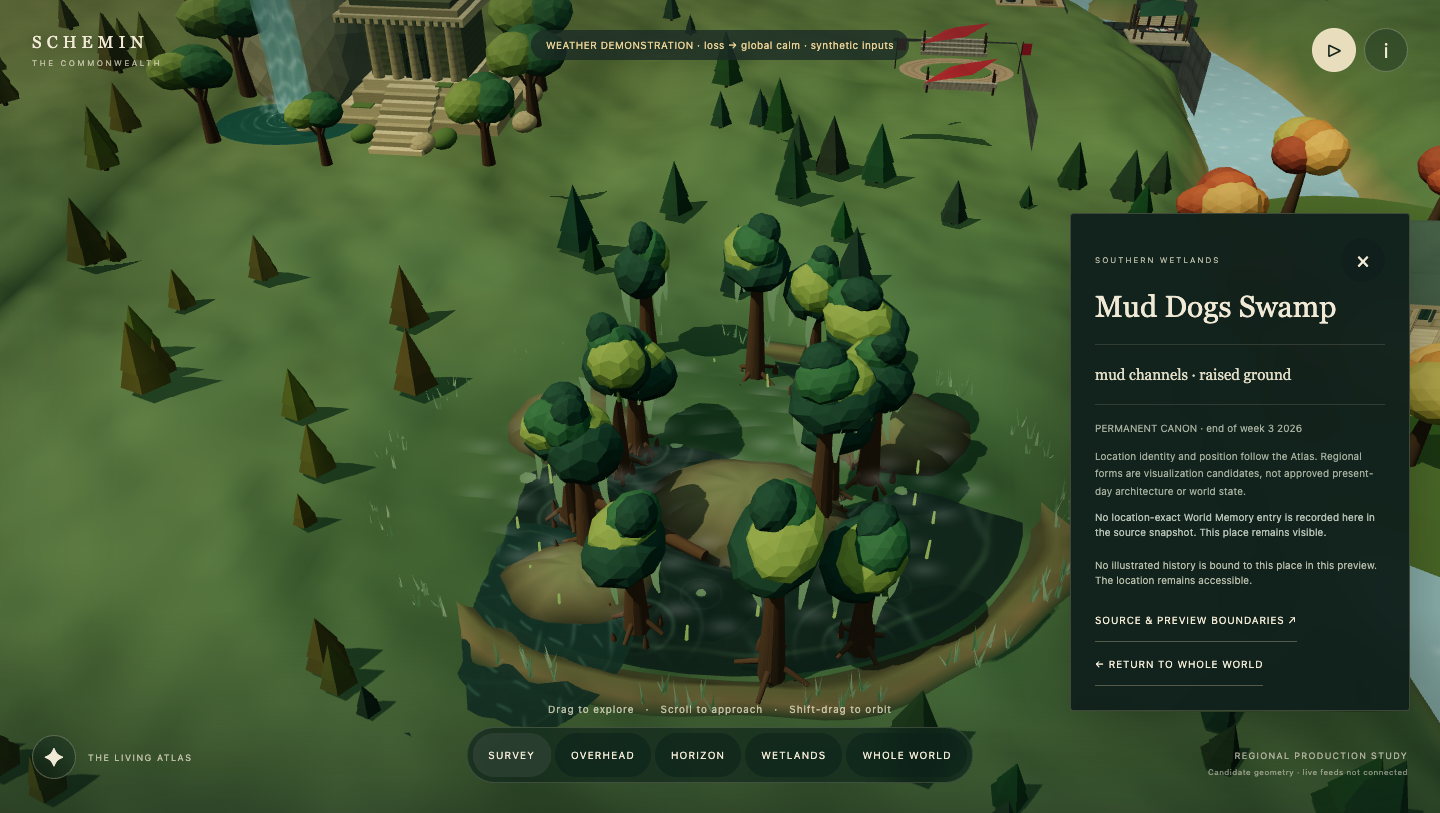 SCHEMIN
THE COMMONWEALTH
WEATHER DEMONSTRATION · loss → global calm · synthetic inputs
i
SOUTHERN WETLANDS
×
Mud Dogs Swamp
mud channels · raised ground
PERMANENT CANON · end of week 3 2026
Location identity and position follow the Atlas. Regional
forms are visualization candidates, not approved present-
day architecture or world state.
No location-exact World Memory entry is recorded here in
the source snapshot. This place remains visible.
No illustrated history is bound to this place in this preview.
The location remains accessible.
SOURCE & PREVIEW BOUNDARIES ↗
← RETURN TO WHOLE WORLD
Drag to explore · Scroll to approach · Shift-drag to orbit
SURVEY OVERHEAD HORIZON WETLANDS WHOLE WORLD
THE LIVING ATLAS
REGIONAL PRODUCTION STUDY
Candidate geometry · live feeds not connected